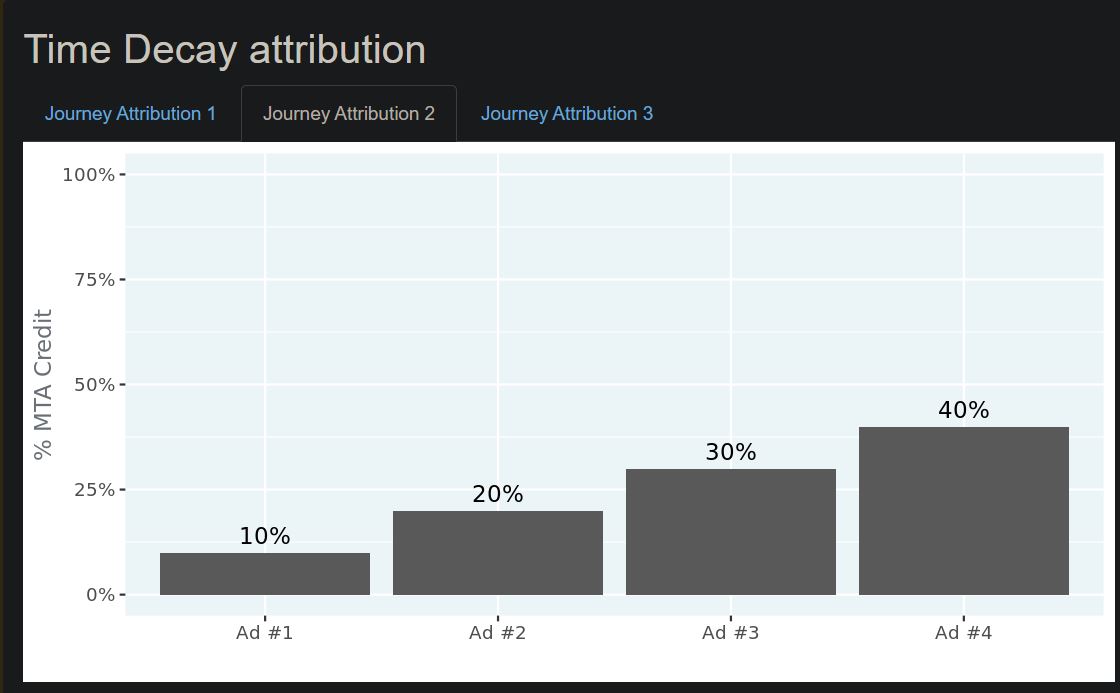 Time Decay attribution
Journey Attribution 1
Journey Attribution 2
Journey Attribution 3
% MTA Credit
100%
75%
50%
25%
0%
10%
20%
30%
40%
Ad #1
Ad #2
Ad #3
Ad #4